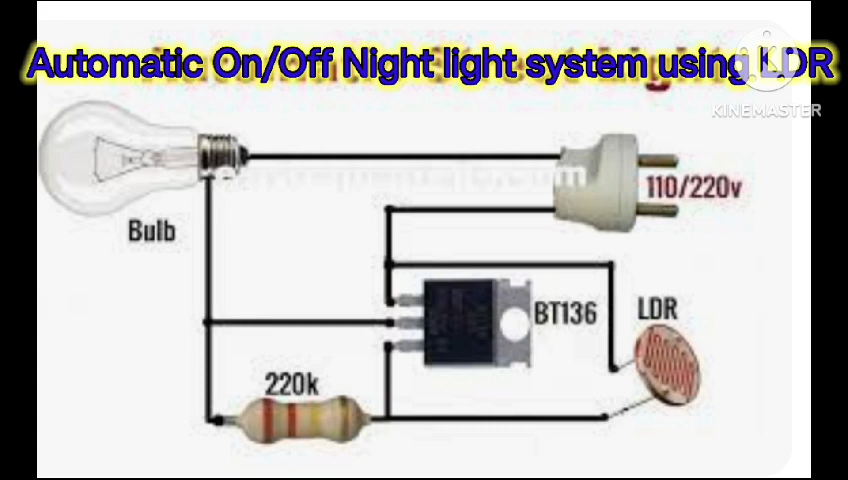 Automatic On/Off Night light system using LDR
KINEMASTER
110/220v
Bulb
BT136
LDR
220k